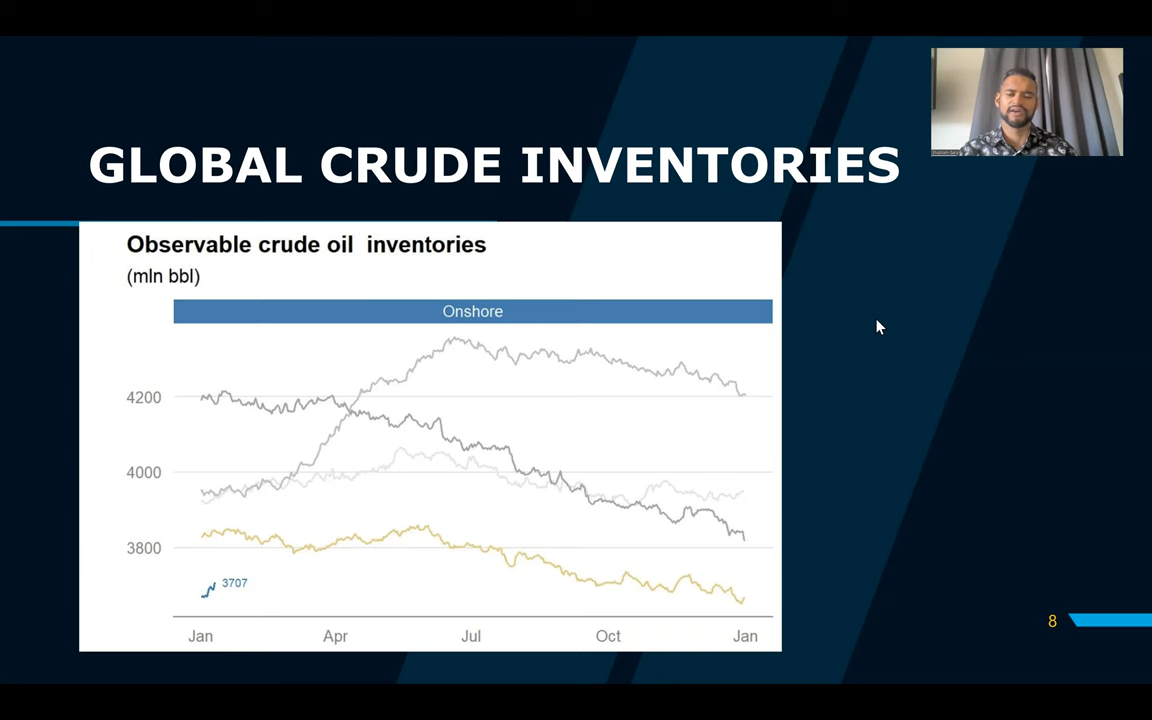 GLOBAL CRUDE INVENTORIES
Observable crude oil inventories
(mln bbl)
Onshore
4200
4000
3800
3707
Jan Apr Jul Oct Jan
8